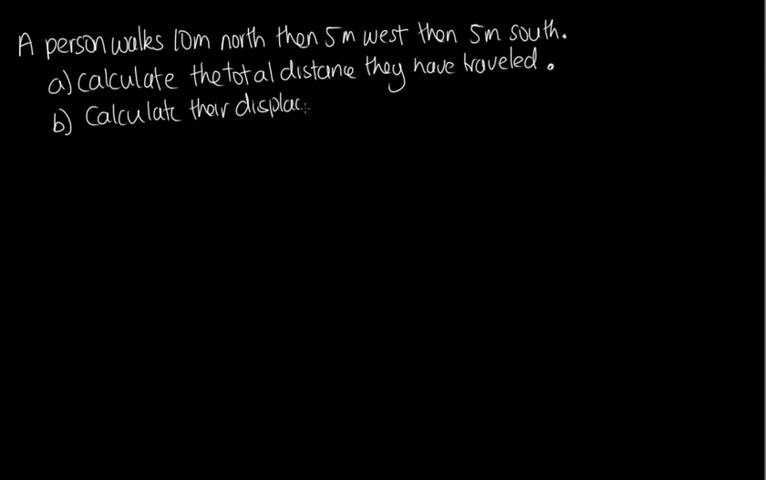 A person walks 10m north then 5m west then 5m south.
a) Calculate the total distance they have traveled.
b) Calculate their displac